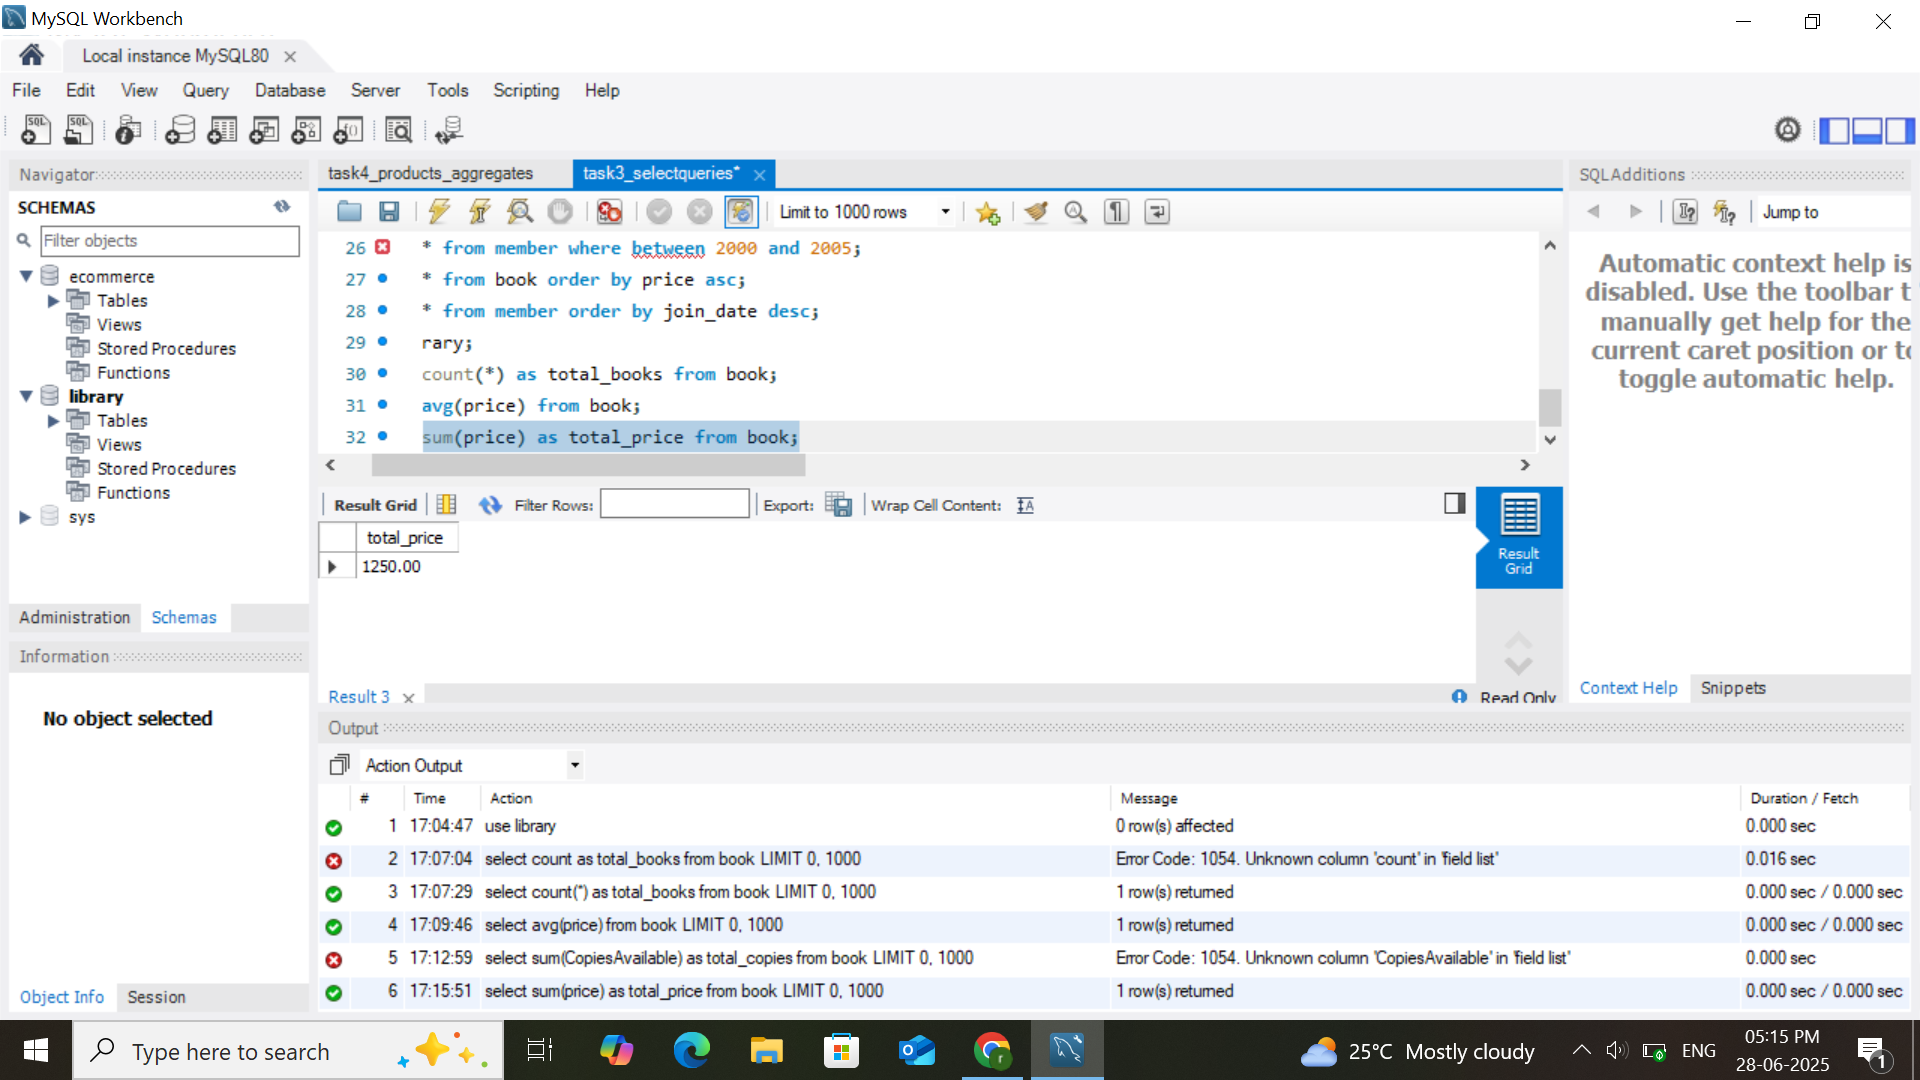 MySQL Workbench
Local instance MySQL80
File Edit View Query Database Server Tools Scripting Help
Navigator
SCHEMAS
Filter objects
ecommerce
Tables
Views
Stored Procedures
Functions
library
Tables
Views
Stored Procedures
Functions
sys
Administration Schemas
Information
No object selected
Object Info Session
task4_products_aggregates task3_selectqueries*
Limit to 1000 rows
26 * from member where between 2000 and 2005;
27 * from book order by price asc;
28 * from member order by join_date desc;
29 rary;
30 count(*) as total_books from book;
31 avg(price) from book;
32 sum(price) as total_price from book;
Result Grid Filter Rows: Export: Wrap Cell Content:
total_price
1250.00
Result Grid
Result 3 Read Only
SQLAdditions
Jump to
Automatic context help is
disabled. Use the toolbar t
manually get help for the
current caret position or to
toggle automatic help.
Context Help Snippets
Output
Action Output
# Time Action Message Duration / Fetch
1 17:04:47 use library 0 row(s) affected 0.000 sec
2 17:07:04 select count as total_books from book LIMIT 0, 1000 Error Code: 1054. Unknown column 'count' in 'field list' 0.016 sec
3 17:07:29 select count(*) as total_books from book LIMIT 0, 1000 1 row(s) returned 0.000 sec / 0.000 sec
4 17:09:46 select avg(price) from book LIMIT 0, 1000 1 row(s) returned 0.000 sec / 0.000 sec
5 17:12:59 select sum(CopiesAvailable) as total_copies from book LIMIT 0, 1000 Error Code: 1054. Unknown column 'CopiesAvailable' in 'field list' 0.000 sec
6 17:15:51 select sum(price) as total_price from book LIMIT 0, 1000 1 row(s) returned 0.000 sec / 0.000 sec
Type here to search
25°C Mostly cloudy
ENG
05:15 PM
28-06-2025
1